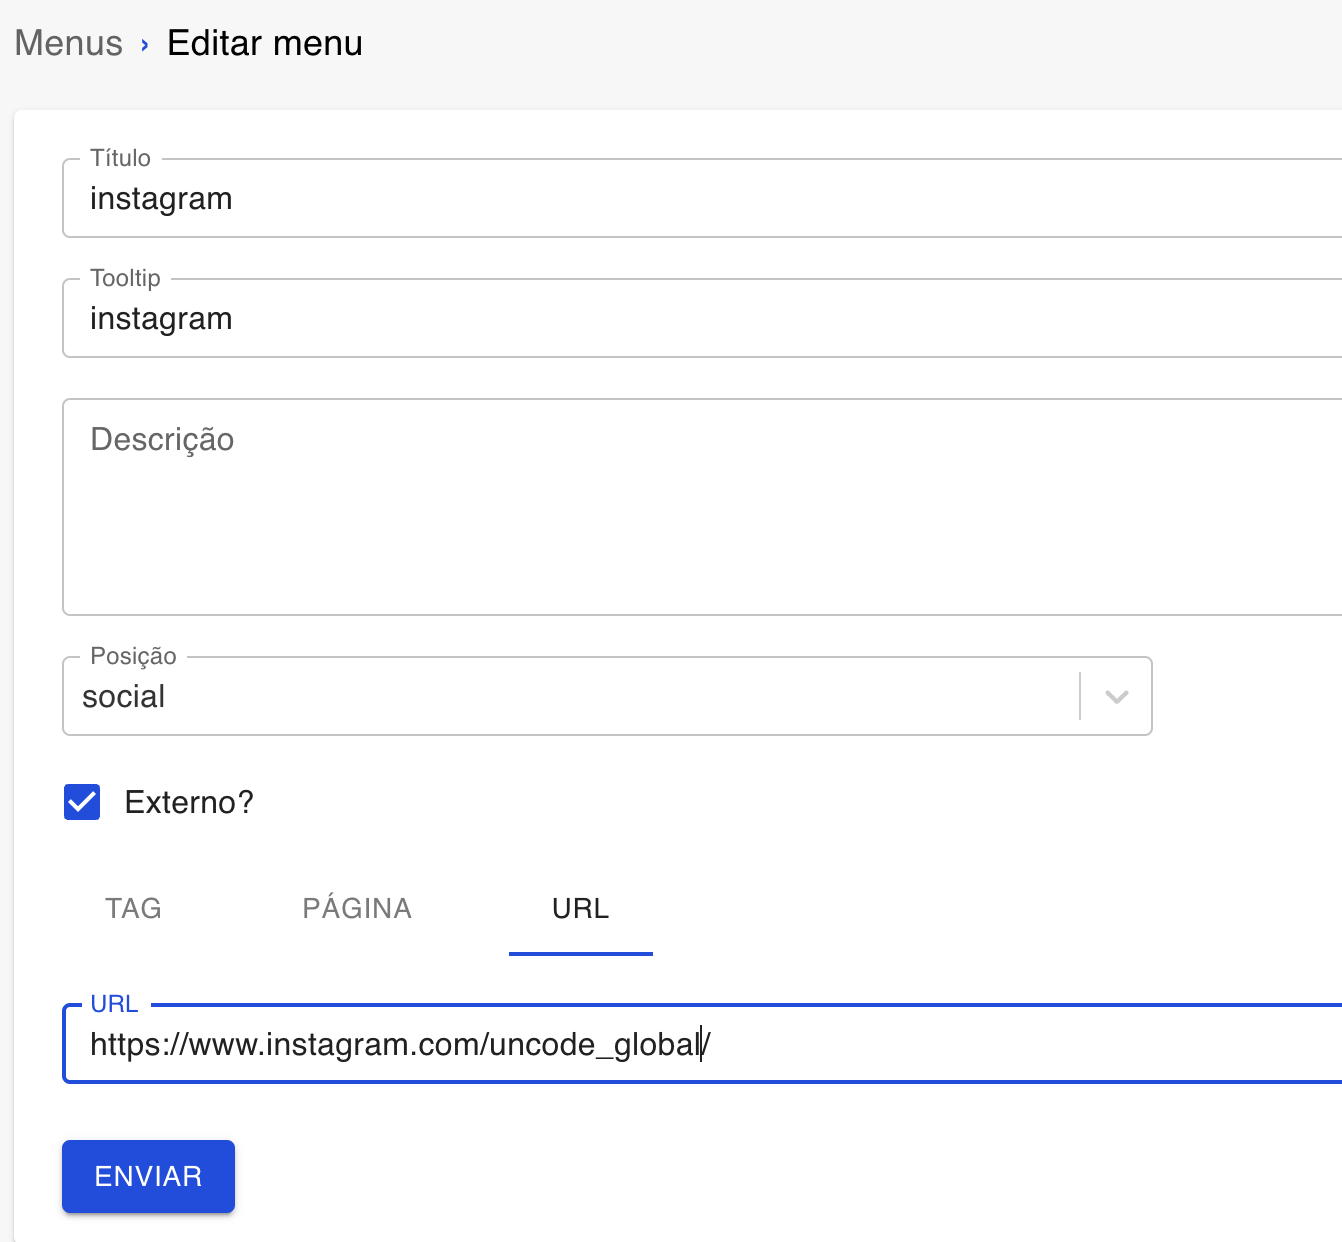 Menus › Editar menu
Título
instagram
Tooltip
instagram
Descrição
Posição
social
Externo?
TAG PÁGINA URL
URL
https://www.instagram.com/uncode_global/
ENVIAR